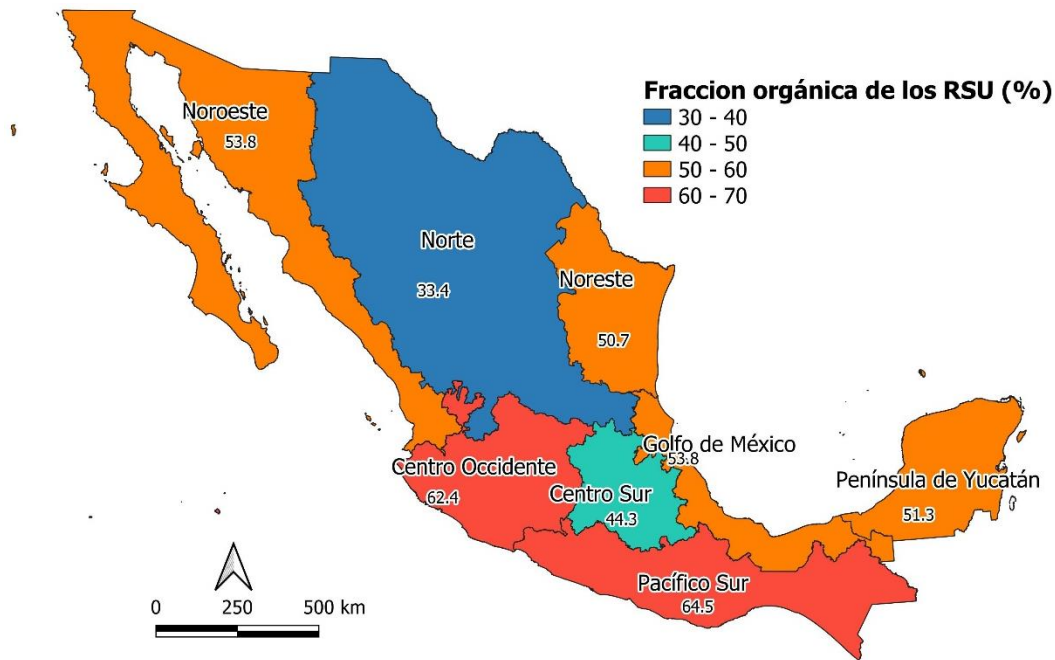 Fraccion orgánica de los RSU (%)
30 - 40
40 - 50
50 - 60
60 - 70
Noroeste
53.8
Norte
33.4
Noreste
50.7
Golfo de México
53.8
Centro Occidente
62.4
Centro Sur
44.3
Península de Yucatán
51.3
Pacífico Sur
64.5
0 250 500 km